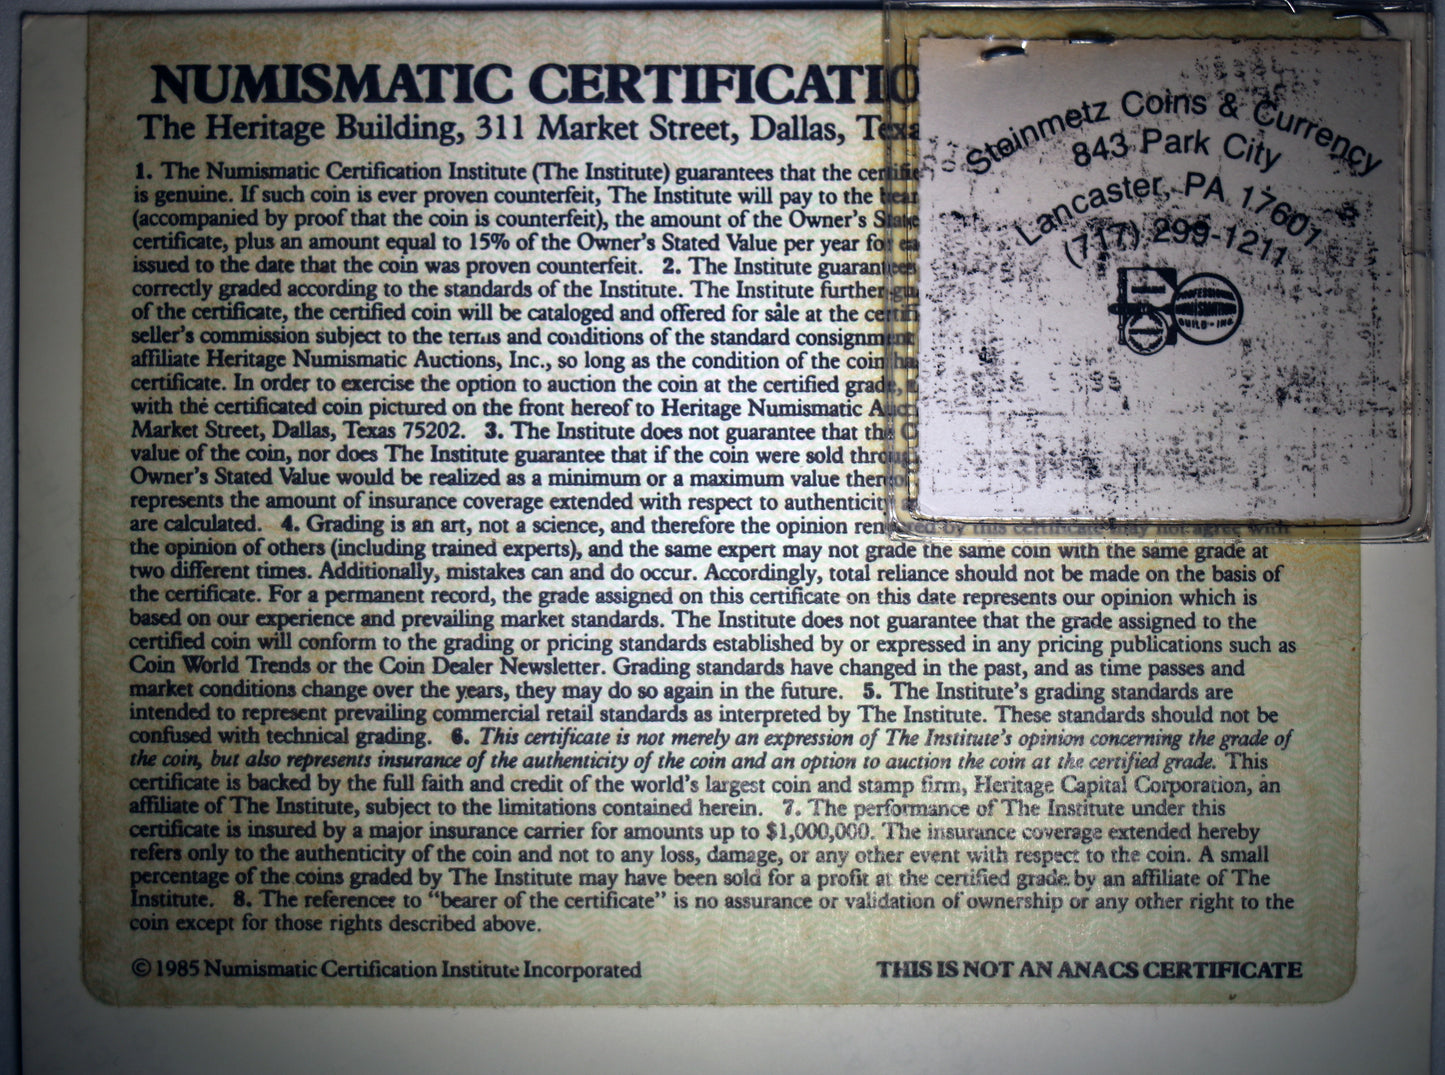 NUMISMATIC CERTIFICATIO
The Heritage Building, 311 Market Street, Dallas, Texa
1. The Numismatic Certification Institute (The Institute) guarantees that the certifie
is genuine. If such coin is ever proven counterfeit, The Institute will pay to the bear
(accompanied by proof that the coin is counterfeit), the amount of the Owner's State
certificate, plus an amount equal to 15% of the Owner's Stated Value per year for ea
issued to the date that the coin was proven counterfeit. 2. The Institute guarantees
correctly graded according to the standards of the Institute. The Institute further gu
of the certificate, the certified coin will be cataloged and offered for sale at the certifi
seller's commission subject to the terms and conditions of the standard consignmen
affiliate Heritage Numismatic Auctions, Inc., so long as the condition of the coin ha
certificate. In order to exercise the option to auction the coin at the certified grade,
with the certificated coin pictured on the front hereof to Heritage Numismatic Auc
Market Street, Dallas, Texas 75202. 3. The Institute does not guarantee that the C
value of the coin, nor does The Institute guarantee that if the coin were sold throu
Owner's Stated Value would be realized as a minimum or a maximum value thereo
represents the amount of insurance coverage extended with respect to authenticity a
are calculated. 4. Grading is an art, not a science, and therefore the opinion rendered by this certificate may not agree with
the opinion of others (including trained experts), and the same expert may not grade the same coin with the same grade at
two different times. Additionally, mistakes can and do occur. Accordingly, total reliance should not be made on the basis of
the certificate. For a permanent record, the grade assigned on this certificate on this date represents our opinion which is
based on our experience and prevailing market standards. The Institute does not guarantee that the grade assigned to the
certified coin will conform to the grading or pricing standards established by or expressed in any pricing publications such as
Coin World Trends or the Coin Dealer Newsletter. Grading standards have changed in the past, and as time passes and
market conditions change over the years, they may do so again in the future. 5. The Institute's grading standards are
intended to represent prevailing commercial retail standards as interpreted by The Institute. These standards should not be
confused with technical grading. 6. This certificate is not merely an expression of The Institute's opinion concerning the grade of
the coin, but also represents insurance of the authenticity of the coin and an option to auction the coin at the certified grade. This
certificate is backed by the full faith and credit of the world's largest coin and stamp firm, Heritage Capital Corporation, an
affiliate of The Institute, subject to the limitations contained herein. 7. The performance of The Institute under this
certificate is insured by a major insurance carrier for amounts up to $1,000,000. The insurance coverage extended hereby
refers only to the authenticity of the coin and not to any loss, damage, or any other event with respect to the coin. A small
percentage of the coins graded by The Institute may have been sold for a profit at the certified grade by an affiliate of The
Institute. 8. The references to "bearer of the certificate" is no assurance or validation of ownership or any other right to the
coin except for those rights described above.
© 1985 Numismatic Certification Institute Incorporated
THIS IS NOT AN ANACS CERTIFICATE
Steinmetz Coins & Currency
843 Park City
Lancaster, PA 17601
(717) 299-1211
PROFESSIONAL
NUMISMATISTS
GUILD - INC